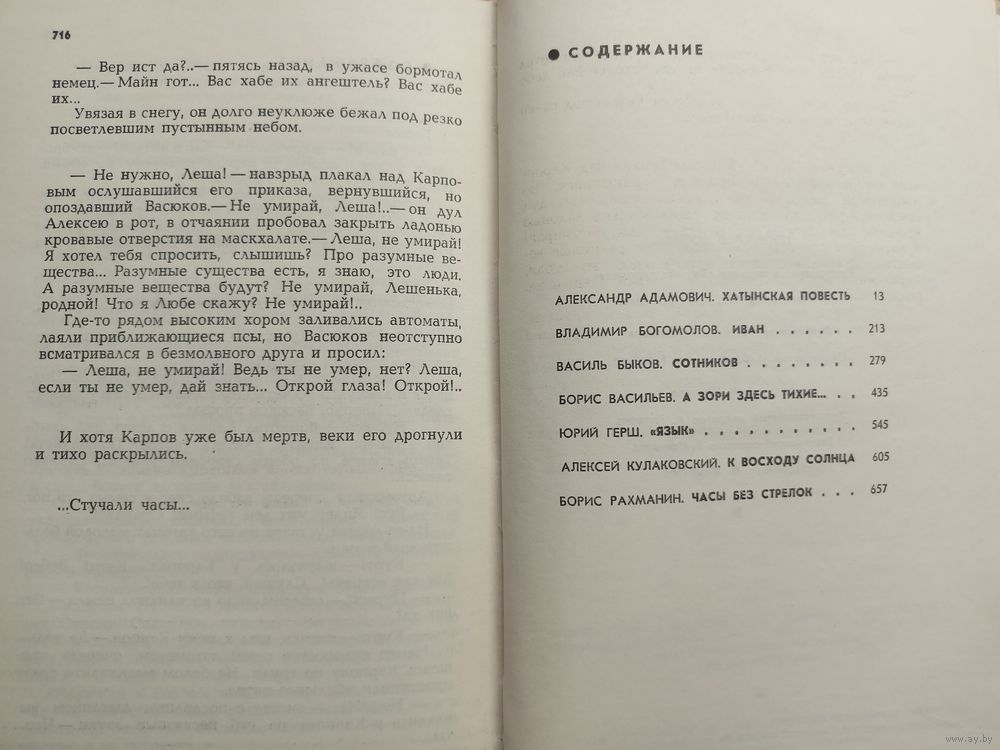 716
— Вер ист да?..— пятясь назад, в ужасе бормотал
немец.— Майн гот... Вас хабе их ангештель? Вас хабе
их...
Увязая в снегу, он долго неуклюже бежал под резко
посветлевшим пустынным небом.
— Не нужно, Леша! — навзрыд плакал над Карпо-
вым ослушавшийся его приказа, вернувшийся, но
опоздавший Васюков.— Не умирай, Леша!..— он дул
Алексею в рот, в отчаянии пробовал закрыть ладонью
кровавые отверстия на маскхалате.— Леша, не умирай!
Я хотел тебя спросить, слышишь? Про разумные ве-
щества... Разумные существа есть, я знаю, это люди.
А разумные вещества будут? Не умирай, Лешенька,
родной! Что я Любе скажу? Не умирай!..
Где-то рядом высоким хором заливались автоматы,
лаяли приближающиеся псы, но Васюков неотступно
всматривался в безмолвного друга и просил:
— Леша, не умирай! Ведь ты не умер, нет? Леша,
если ты не умер, дай знать... Открой глаза! Открой!..
И хотя Карпов уже был мертв, веки его дрогнули
и тихо раскрылись.
...Стучали часы...
● СОДЕРЖАНИЕ
АЛЕКСАНДР АДАМОВИЧ. ХАТЫНСКАЯ ПОВЕСТЬ 13
ВЛАДИМИР БОГОМОЛОВ. ИВАН . . . . . . 213
ВАСИЛЬ БЫКОВ. СОТНИКОВ . . . . . . . . 279
БОРИС ВАСИЛЬЕВ. А ЗОРИ ЗДЕСЬ ТИХИЕ... . . 435
ЮРИЙ ГЕРШ. «ЯЗЫК» . . . . . . . . . . . 545
АЛЕКСЕЙ КУЛАКОВСКИЙ. К ВОСХОДУ СОЛНЦА 605
БОРИС РАХМАНИН. ЧАСЫ БЕЗ СТРЕЛОК . . . 657
www.ay.by